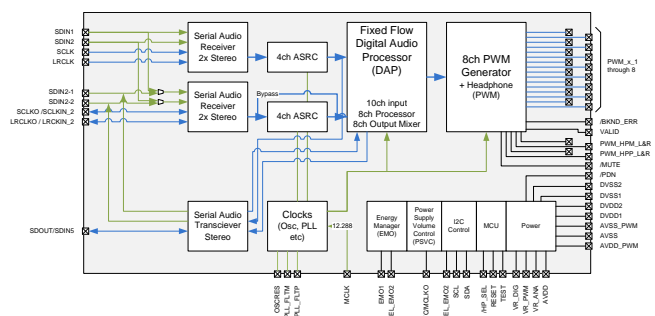 SDIN1
SDIN2
SCLK
LRCLK
SDIN2-1
SDIN2-2
SCLKO /SCLKIN_2
LRCLKO / LRCKIN_2
SDOUT/SDIN5
Serial Audio
Receiver
2x Stereo
4ch ASRC
Serial Audio
Receiver
2x Stereo
Bypass
4ch ASRC
Fixed Flow
Digital Audio
Processor
(DAP)
10ch input
8ch Processor
8ch Output Mixer
8ch PWM
Generator
+ Headphone
(PWM)
PWM_x_1
through 8
/BKND_ERR
VALID
PWM_HPM_L&R
PWM_HPP_L&R
/MUTE
/PDN
DVSS2
DVSS1
DVDD2
DVDD1
AVSS_PWM
AVSS
AVDD_PWM
Serial Audio
Transciever
Stereo
Clocks
(Osc, PLL
etc)
12.288
Energy
Manager
(EMO)
Power
Supply
Volume
Control
(PSVC)
I2C
Control
MCU
Power
OSCRES
PLL_FLTM
PLL_FLTP
MCLK
EMO1
EL_EMO2
C/MCLKO
EL_EMO2
SCL
SDA
/HP_SEL
RESET
TEST
VR_DIG
VR_PWM
VR_ANA
AVDD